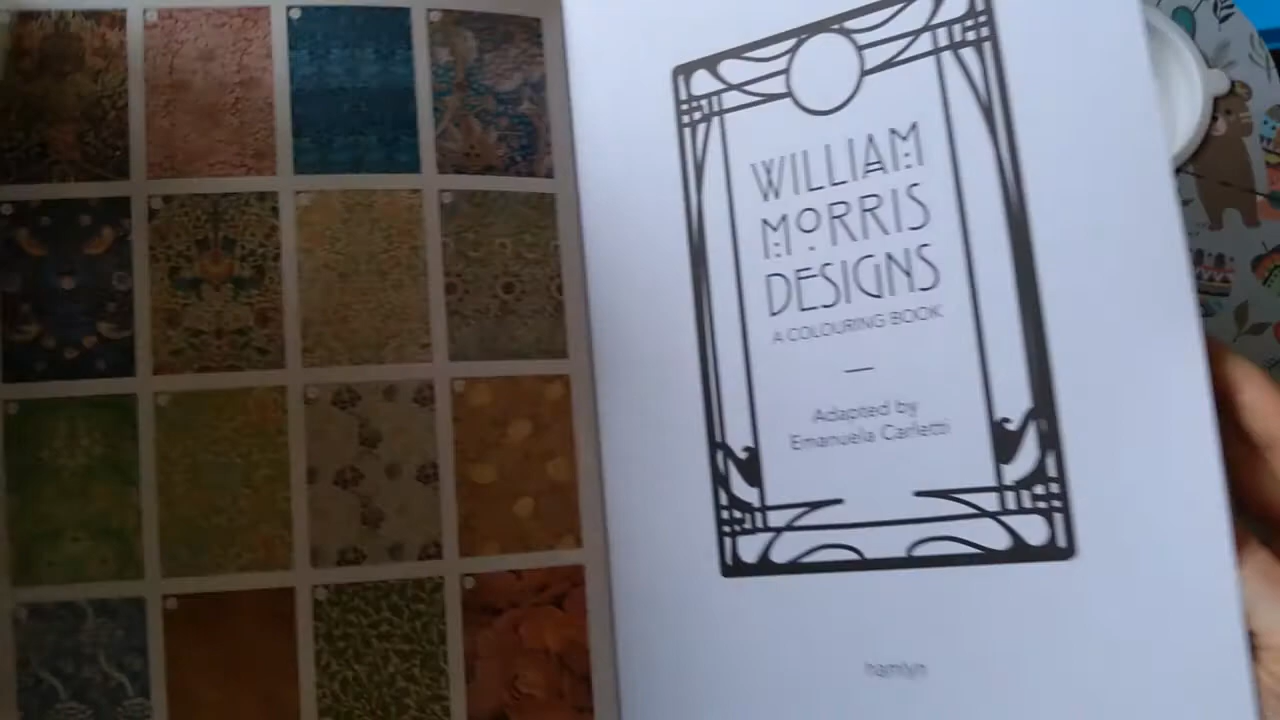 WILLIAM
MORRIS
DESIGNS
A COLOURING BOOK
Adapted by
Emanuela Carletti
hamlyn